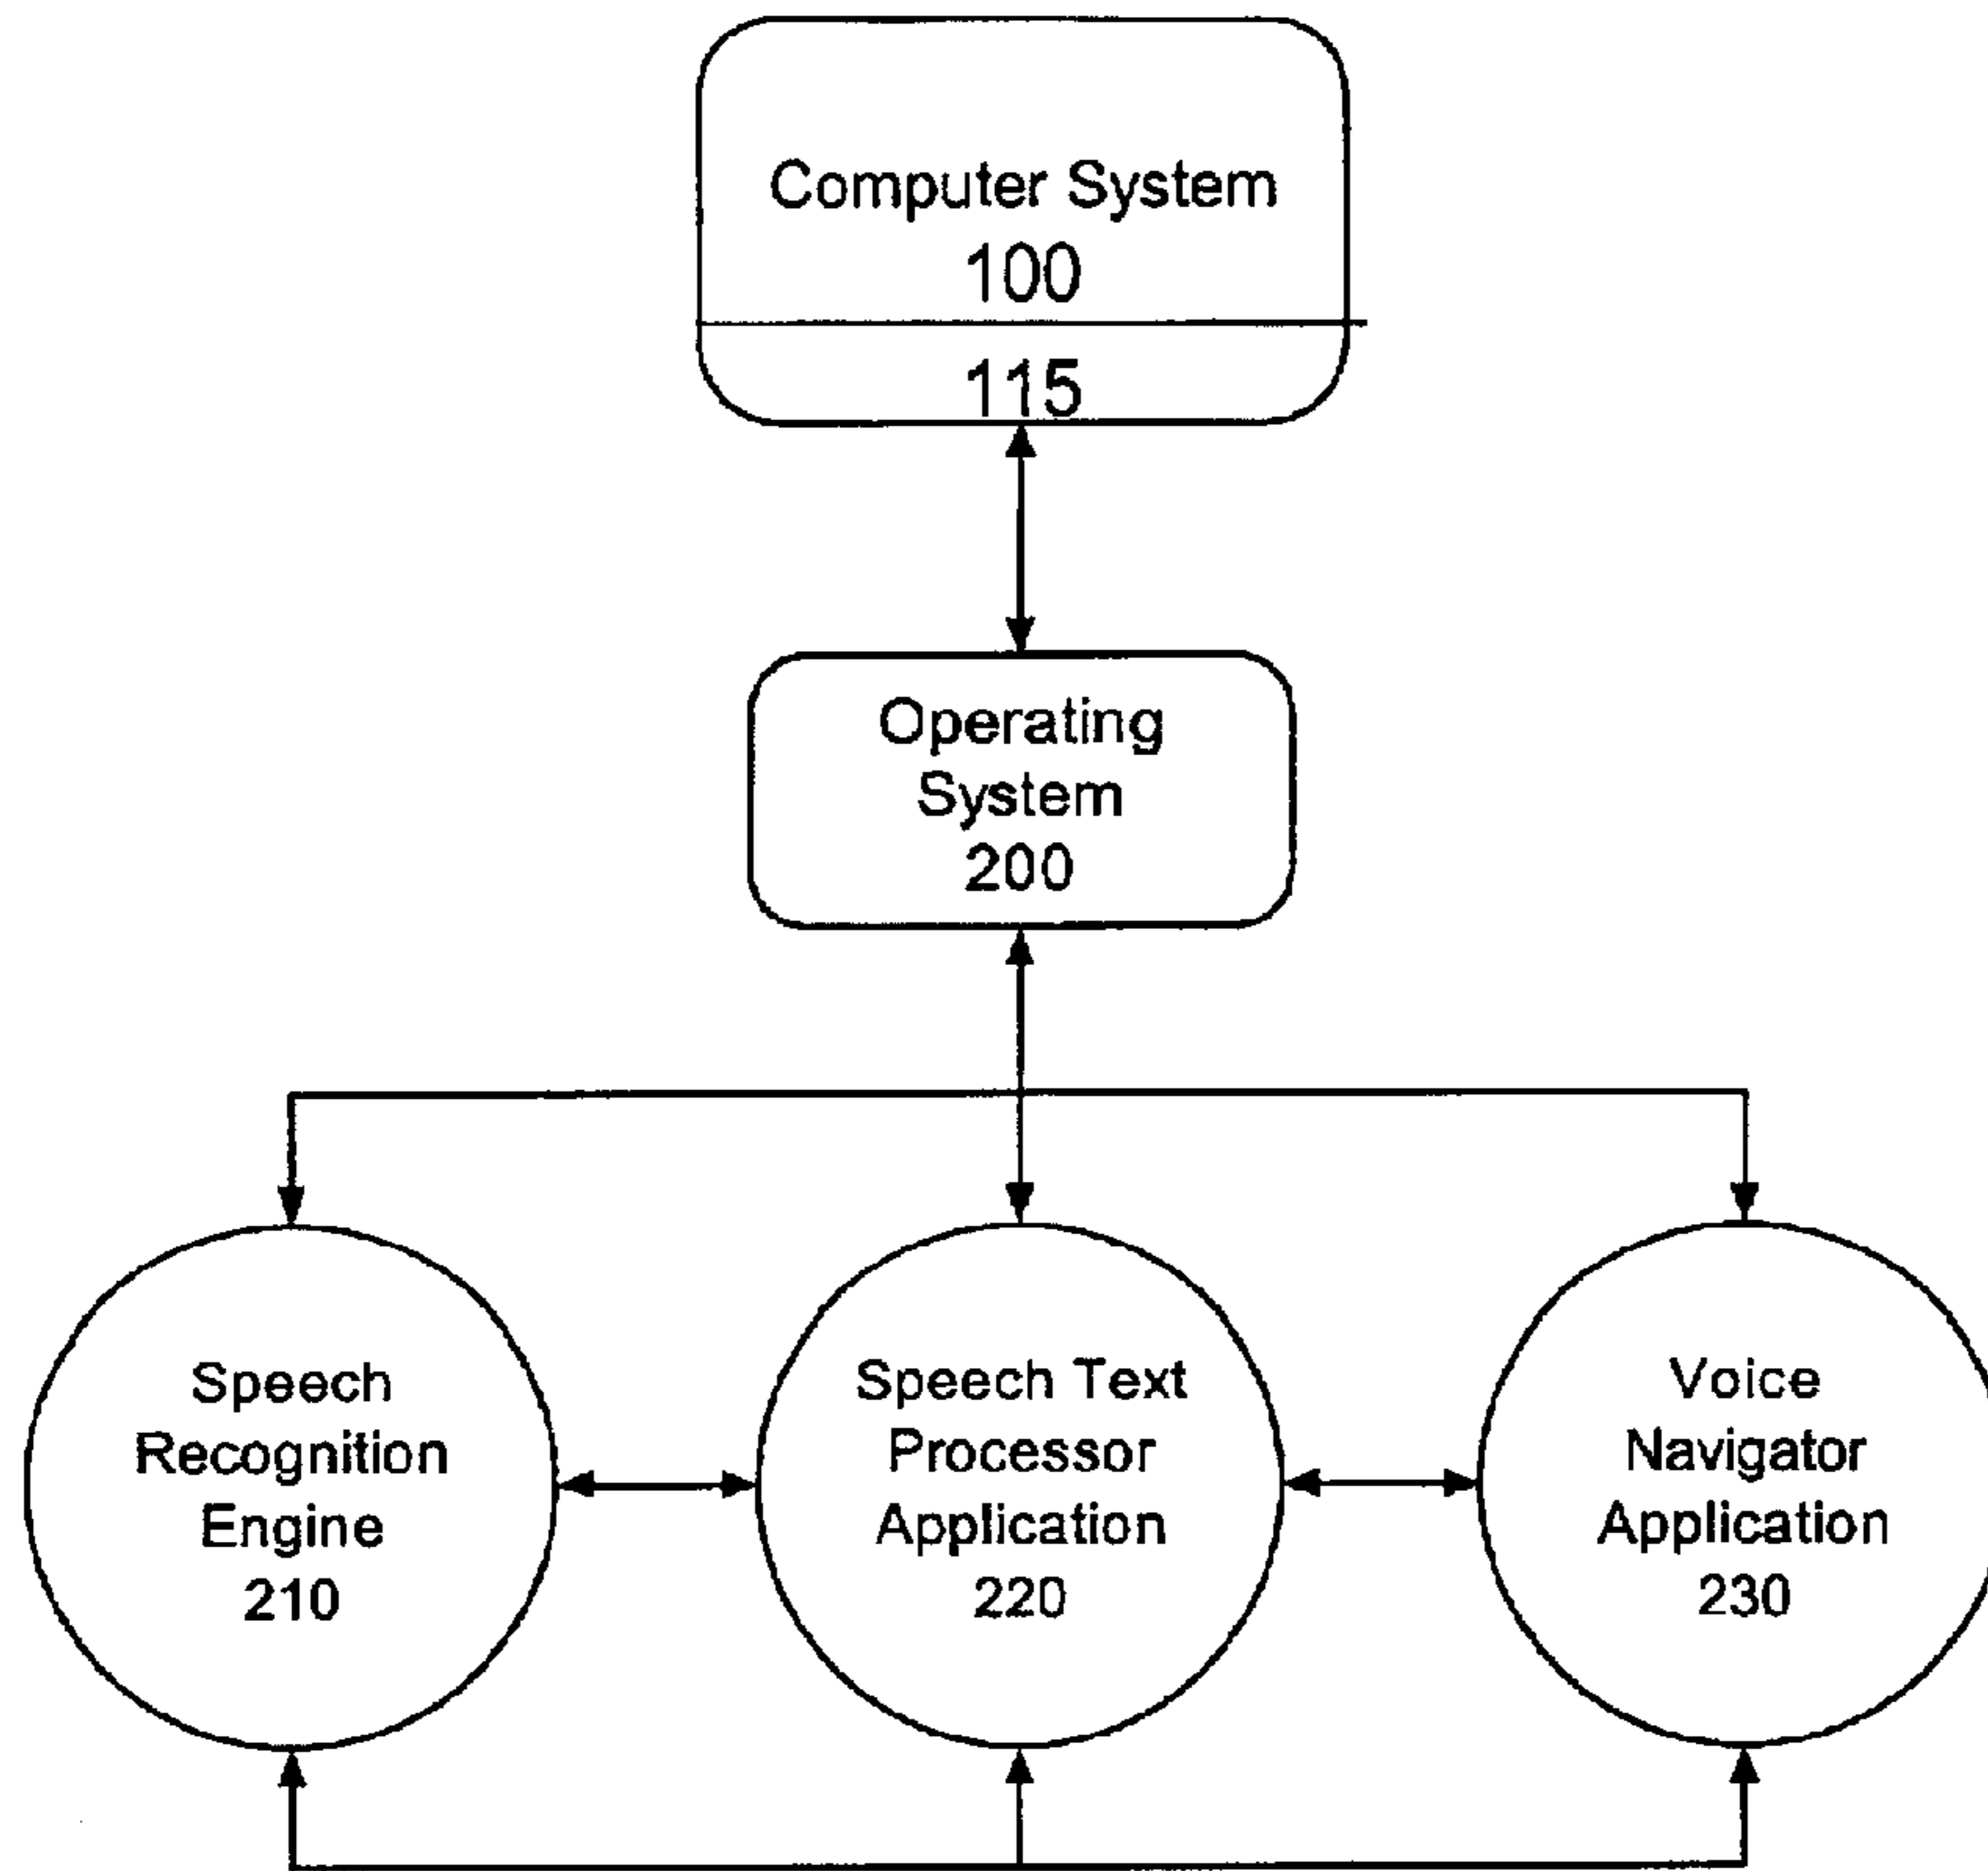 Computer System
100
115
Operating
System
200
Speech
Recognition
Engine
210
Speech Text
Processor
Application
220
Voice
Navigator
Application
230